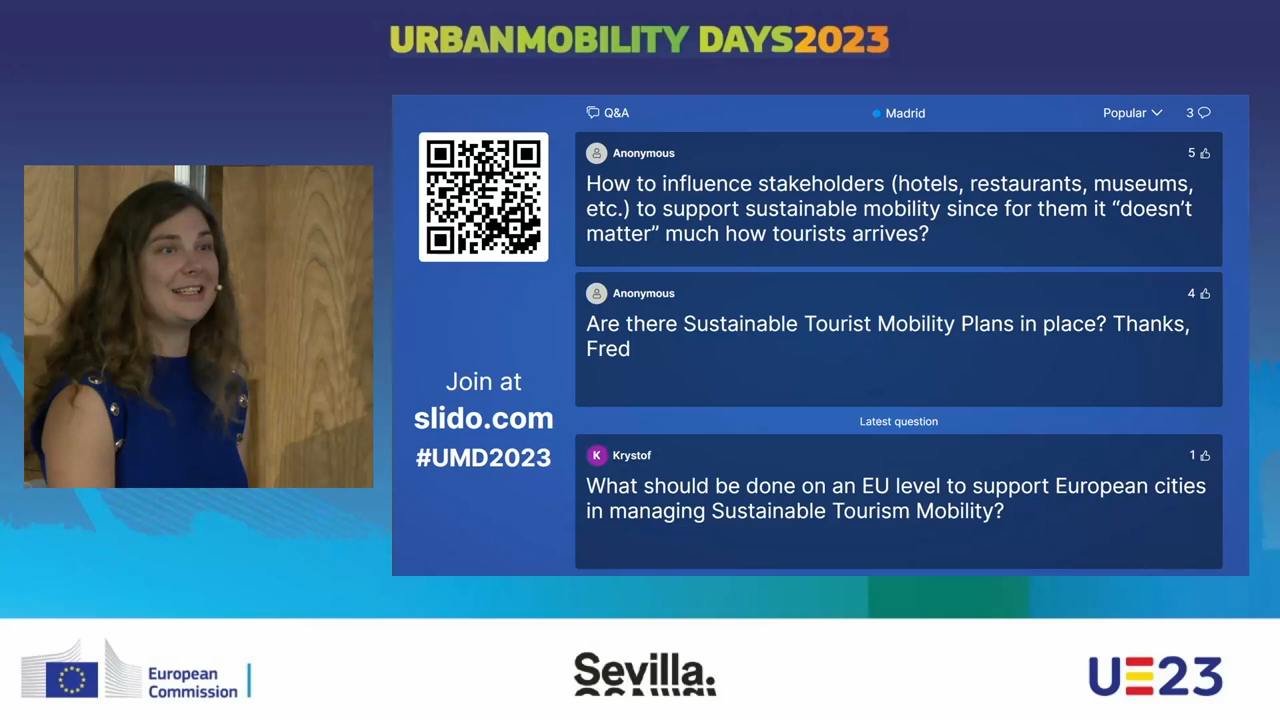 URBANMOBILITY DAYS2023
Q&A
Madrid
Popular
3
Anonymous
5
How to influence stakeholders (hotels, restaurants, museums,
etc.) to support sustainable mobility since for them it “doesn’t
matter” much how tourists arrives?
Anonymous
4
Are there Sustainable Tourist Mobility Plans in place? Thanks,
Fred
Join at
slido.com
#UMD2023
Latest question
K
Krystof
1
What should be done on an EU level to support European cities
in managing Sustainable Tourism Mobility?
European
Commission
Sevilla.
UE23